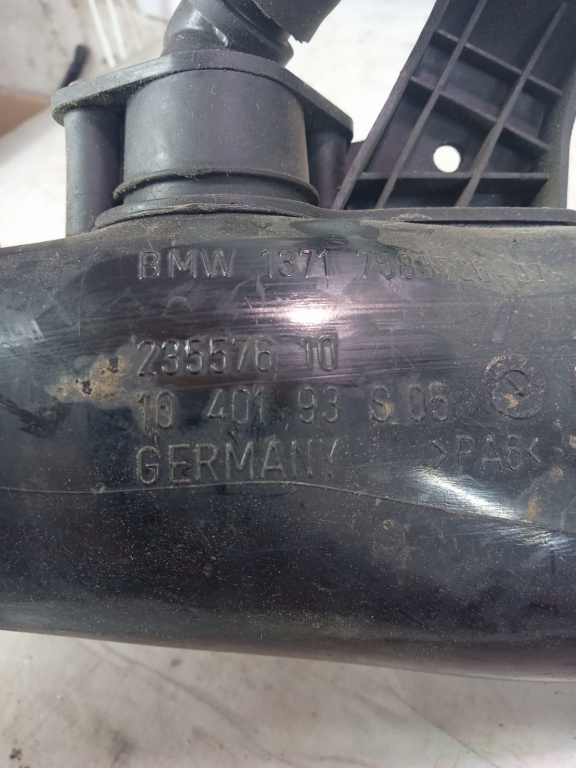 BMW 1371
235576 10
10 401 93 S 06
GERMANY
>PA6<